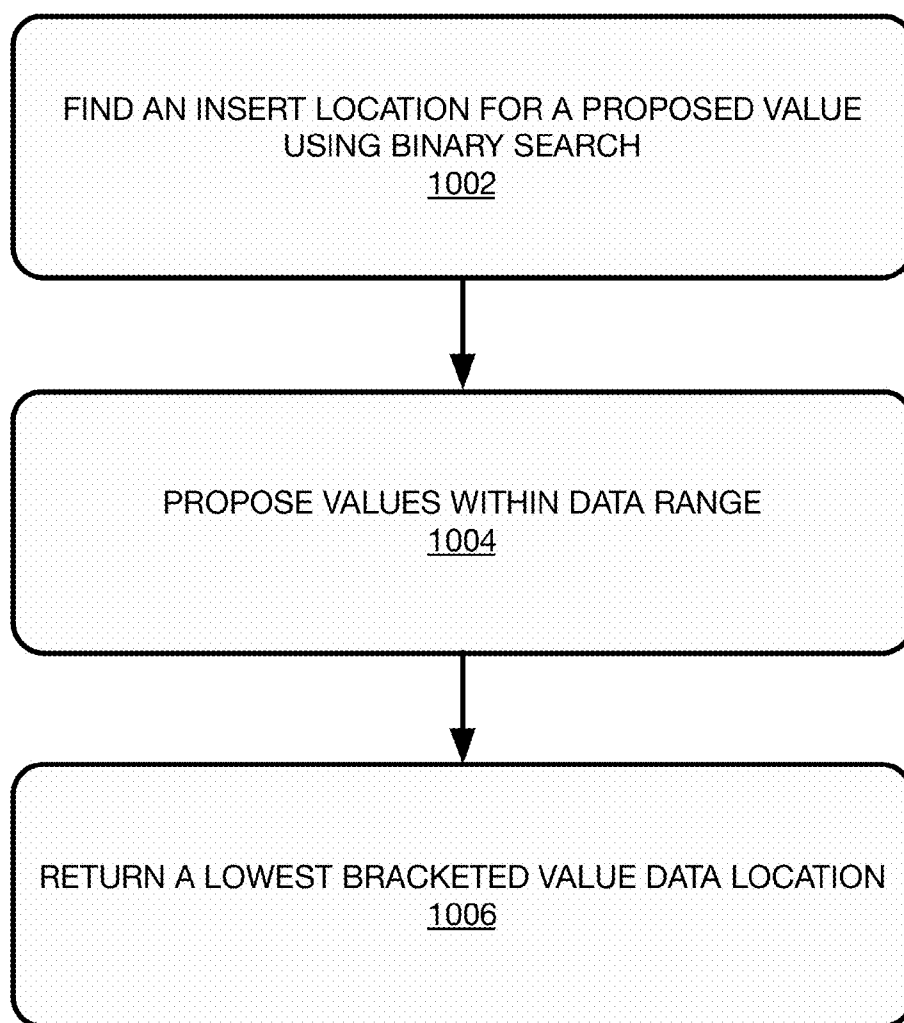 FIND AN INSERT LOCATION FOR A PROPOSED VALUE
USING BINARY SEARCH
1002
PROPOSE VALUES WITHIN DATA RANGE
1004
RETURN A LOWEST BRACKETED VALUE DATA LOCATION
1006